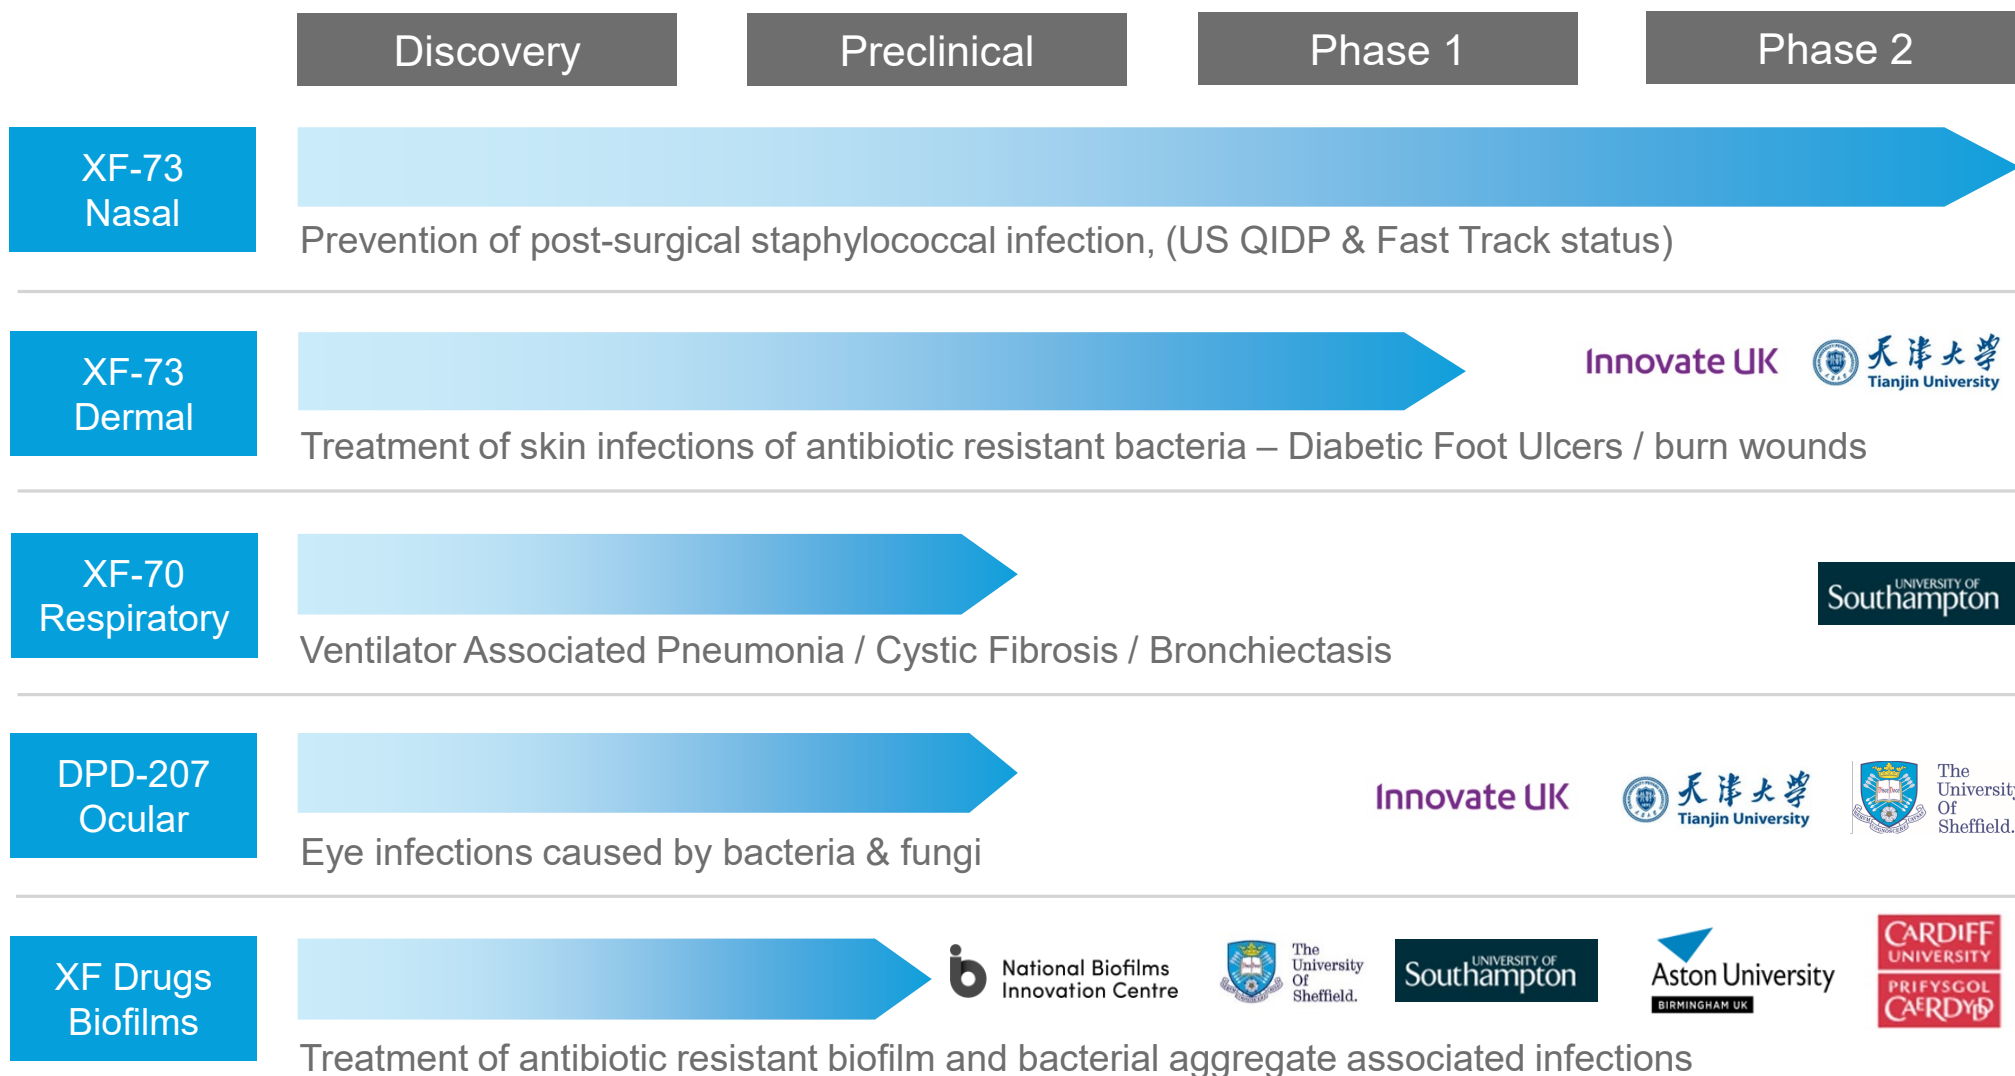 Discovery
Preclinical
Phase 1
Phase 2
XF-73
Nasal
Prevention of post-surgical staphylococcal infection, (US QIDP & Fast Track status)
XF-73
Dermal
Innovate UK
天津大学
Tianjin University
Treatment of skin infections of antibiotic resistant bacteria – Diabetic Foot Ulcers / burn wounds
XF-70
Respiratory
UNIVERSITY OF
Southampton
Ventilator Associated Pneumonia / Cystic Fibrosis / Bronchiectasis
DPD-207
Ocular
Innovate UK
天津大学
Tianjin University
The
University
Of
Sheffield.
Eye infections caused by bacteria & fungi
XF Drugs
Biofilms
National Biofilms
Innovation Centre
The
University
Of
Sheffield.
UNIVERSITY OF
Southampton
Aston University
BIRMINGHAM UK
CARDIFF
UNIVERSITY
PRIFYSGOL
CAERDYDD
Treatment of antibiotic resistant biofilm and bacterial aggregate associated infections